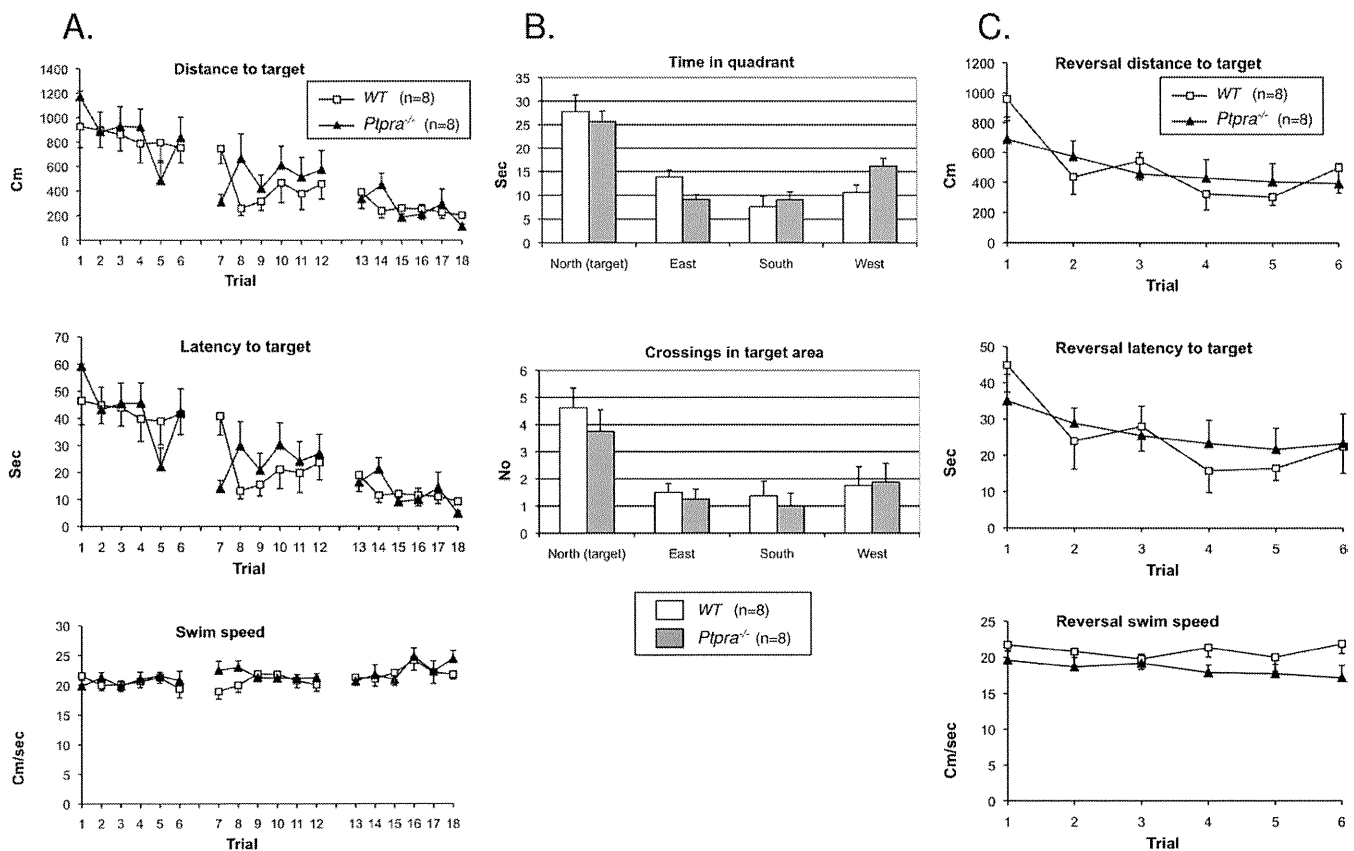 A.
Distance to target
1400
1200
1000
800
600
400
200
0
Cm
WT (n=8)
Ptpra-/- (n=8)
1 2 3 4 5 6 7 8 9 10 11 12 13 14 15 16 17 18
Trial
Latency to target
70
60
50
40
30
20
10
0
Sec
1 2 3 4 5 6 7 8 9 10 11 12 13 14 15 16 17 18
Trial
Swim speed
30
25
20
15
10
5
0
Cm/sec
1 2 3 4 5 6 7 8 9 10 11 12 13 14 15 16 17 18
Trial
B.
Time in quadrant
35
30
25
20
15
10
5
0
Sec
North (target) East South West
Crossings in target area
6
5
4
3
2
1
0
No
North (target) East South West
WT (n=8)
Ptpra-/- (n=8)
C.
Reversal distance to target
1200
1000
800
600
400
200
0
Cm
WT (n=8)
Ptpra-/- (n=8)
1 2 3 4 5 6
Trial
Reversal latency to target
50
40
30
20
10
0
Sec
1 2 3 4 5 6
Trial
Reversal swim speed
25
20
15
10
5
0
Cm/sec
1 2 3 4 5 6
Trial